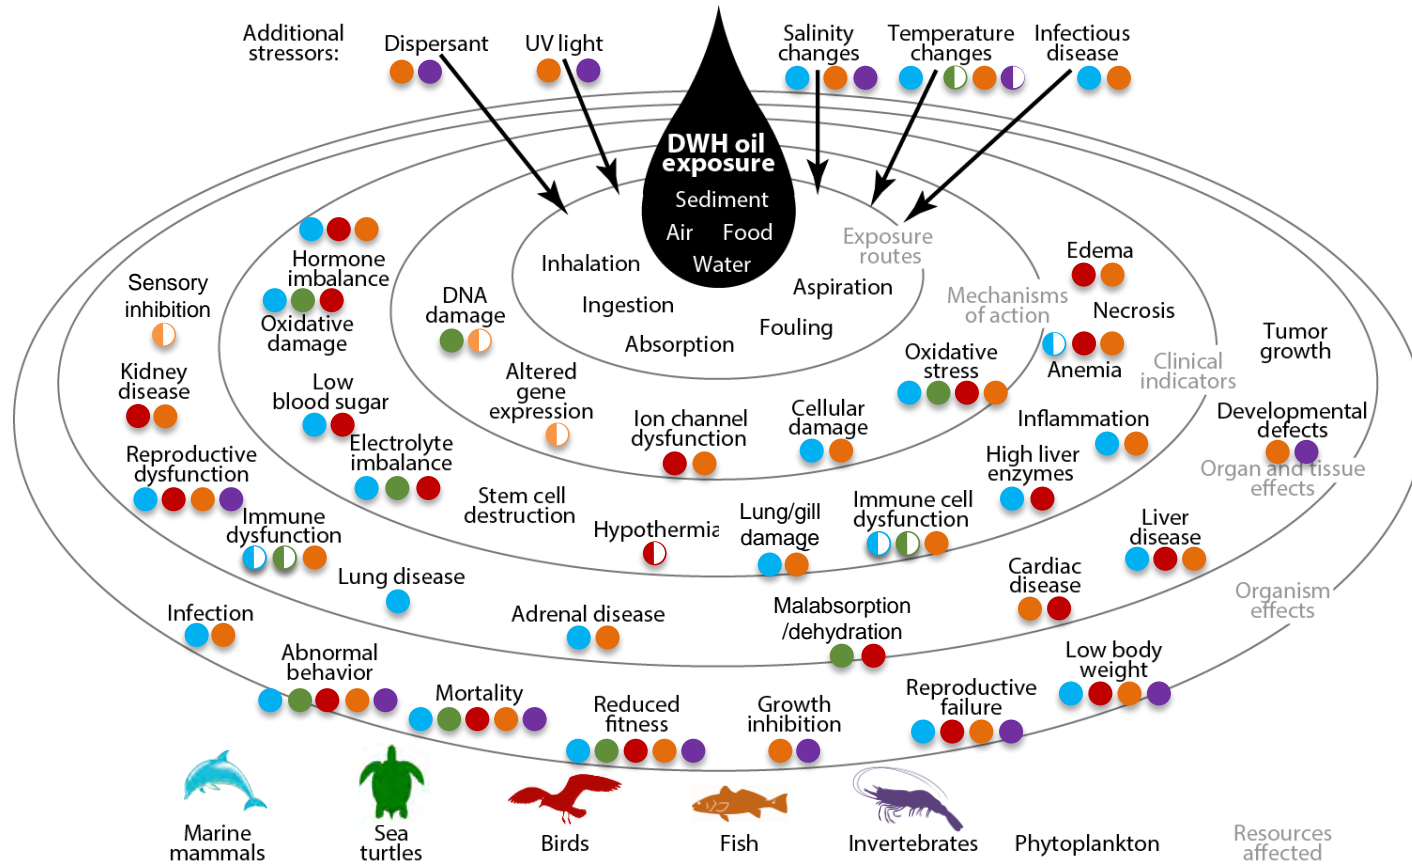 Additional
stressors:
Dispersant
UV light
Salinity
changes
Temperature
changes
Infectious
disease
DWH oil
exposure
Sediment
Air Food
Water
Exposure
routes
Inhalation
Ingestion
Absorption
Aspiration
Fouling
Mechanisms
of action
DNA
damage
Altered
gene
expression
Ion channel
dysfunction
Cellular
damage
Oxidative
stress
Clinical
indicators
Hormone
imbalance
Oxidative
damage
Low
blood sugar
Electrolyte
imbalance
Stem cell
destruction
Hypothermia
Lung/gill
damage
Immune cell
dysfunction
High liver
enzymes
Inflammation
Anemia
Necrosis
Edema
Organ and tissue
effects
Sensory
inhibition
Kidney
disease
Reproductive
dysfunction
Immune
dysfunction
Lung disease
Adrenal disease
Malabsorption
/dehydration
Cardiac
disease
Liver
disease
Developmental
defects
Tumor
growth
Organism
effects
Infection
Abnormal
behavior
Mortality
Reduced
fitness
Growth
inhibition
Reproductive
failure
Low body
weight
Marine
mammals
Sea
turtles
Birds
Fish
Invertebrates
Phytoplankton
Resources
affected